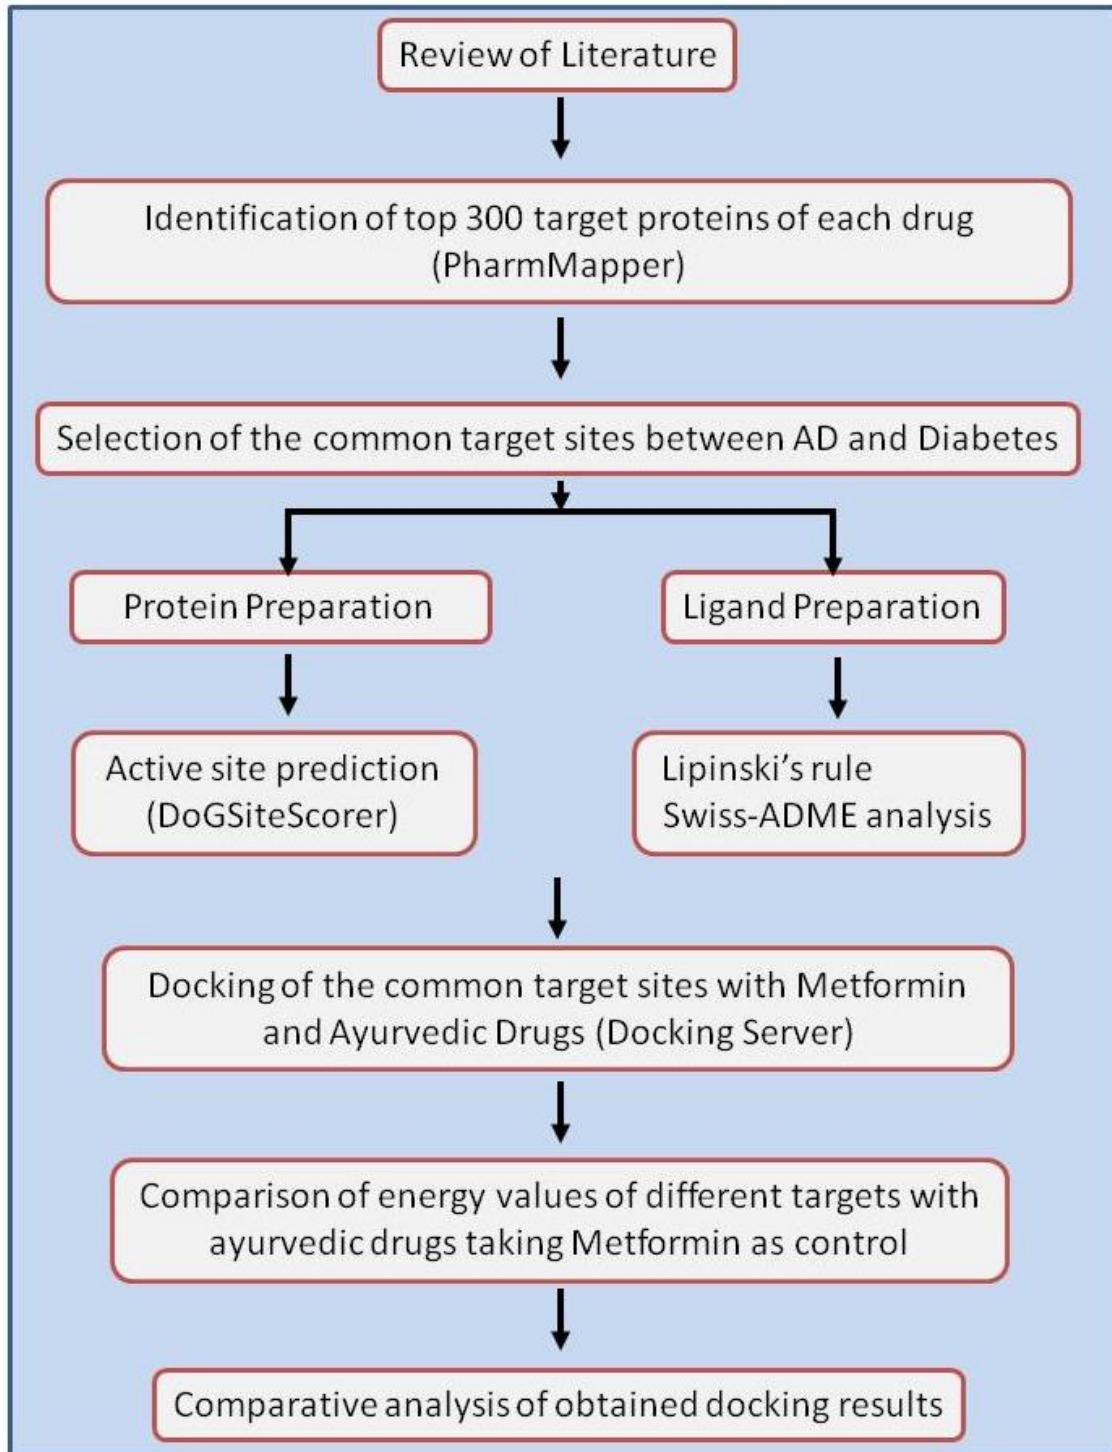 Review of Literature
Identification of top 300 target proteins of each drug
(PharmMapper)
Selection of the common target sites between AD and Diabetes
Protein Preparation
Ligand Preparation
Active site prediction
(DoGSiteScorer)
Lipinski’s rule
Swiss-ADME analysis
Docking of the common target sites with Metformin
and Ayurvedic Drugs (Docking Server)
Comparison of energy values of different targets with
ayurvedic drugs taking Metformin as control
Comparative analysis of obtained docking results